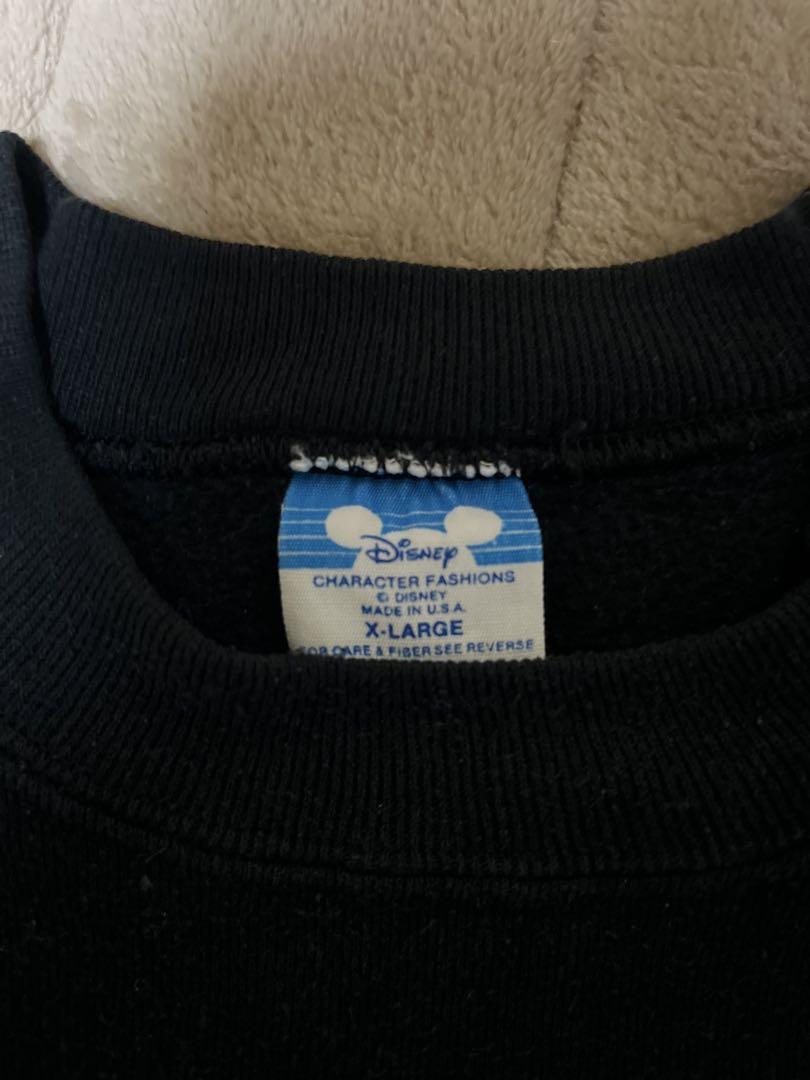 Disney
CHARACTER FASHIONS
© DISNEY
MADE IN U.S.A.
X-LARGE
FOR CARE & FIBER SEE REVERSE